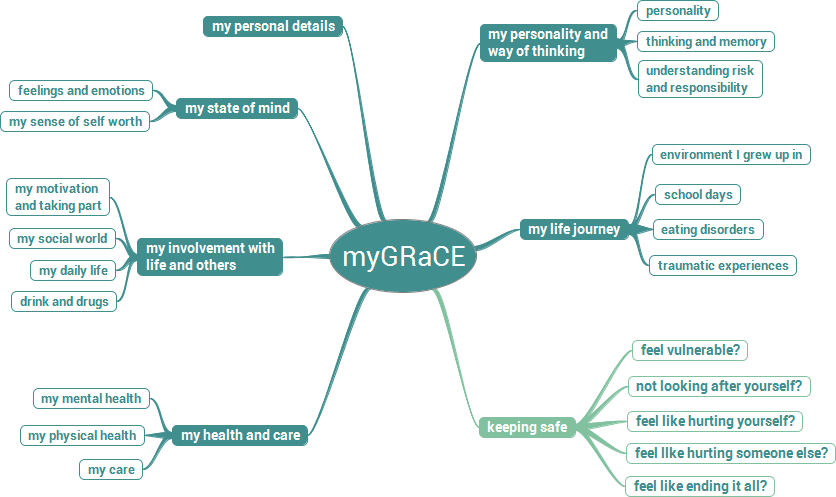 my personal details
my personality and
way of thinking
personality
thinking and memory
understanding risk
and responsibility
feelings and emotions
my sense of self worth
my state of mind
environment I grew up in
school days
my life journey
eating disorders
traumatic experiences
my motivation
and taking part
my social world
my daily life
drink and drugs
my involvement with
life and others
myGRaCE
my mental health
my physical health
my care
my health and care
keeping safe
feel vulnerable?
not looking after yourself?
feel like hurting yourself?
feel lIke hurting someone else?
feel like ending it all?